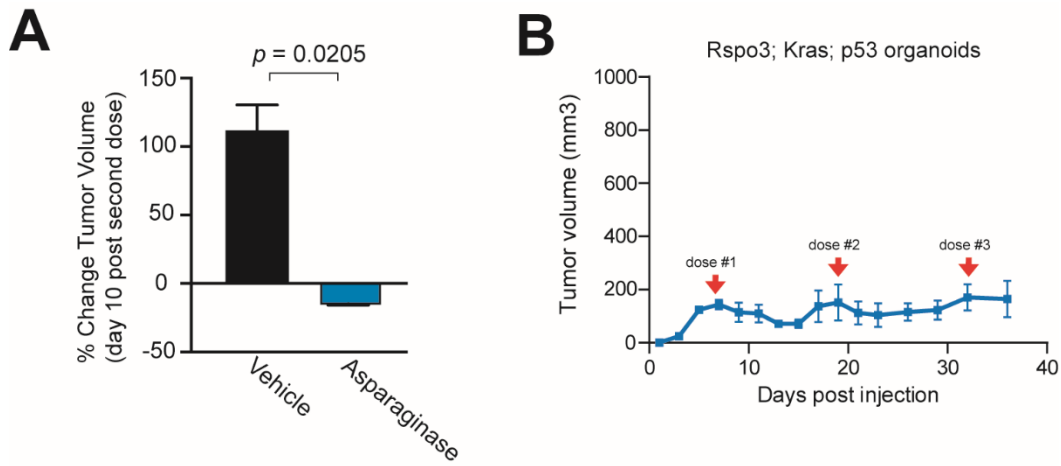 A
p = 0.0205
% Change Tumor Volume
(day 10 post second dose)
150
100
50
0
-50
Vehicle
Asparaginase
B
Rspo3; Kras; p53 organoids
Tumor volume (mm3)
1000
800
600
400
200
0
dose #1
dose #2
dose #3
0
10
20
30
40
Days post injection